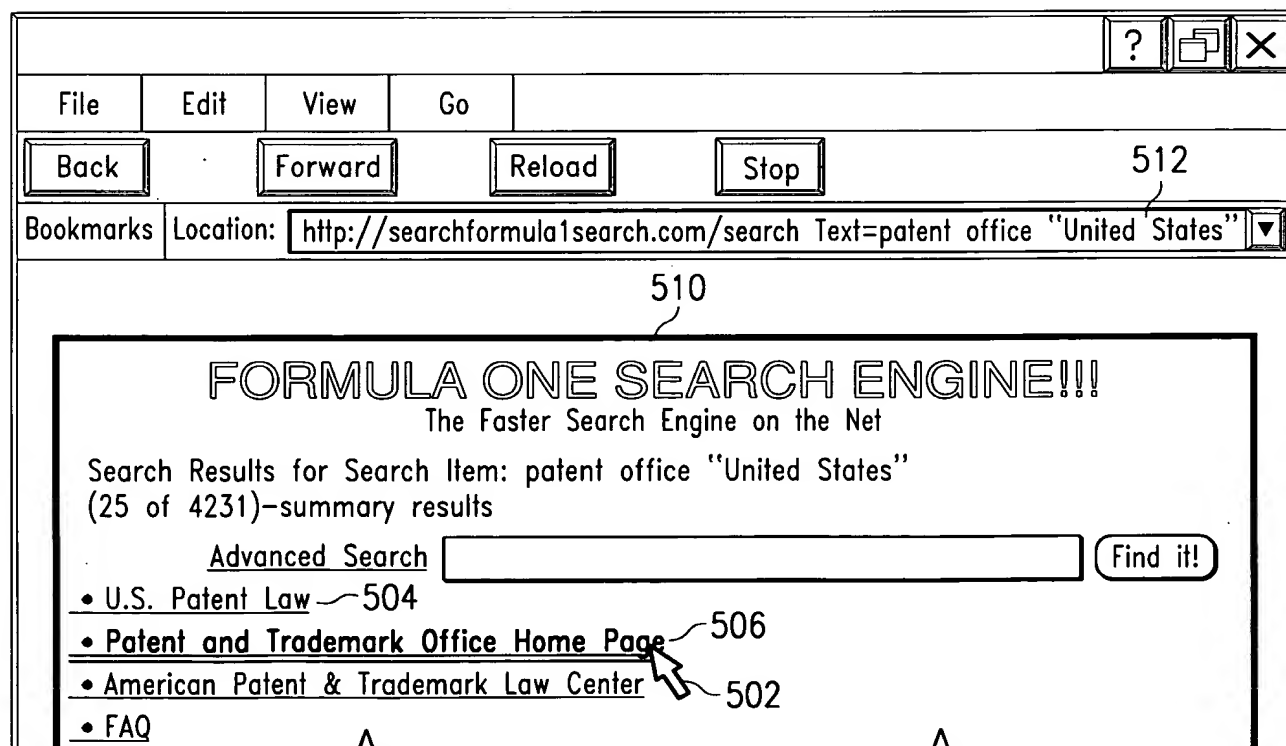 ?
File Edit View Go
Back Forward Reload Stop 512
Bookmarks Location: http://searchformula1search.com/search Text=patent office "United States"
510
FORMULA ONE SEARCH ENGINE!!!
The Faster Search Engine on the Net
Search Results for Search Item: patent office "United States"
(25 of 4231)-summary results
Advanced Search Find it!
• U.S. Patent Law 504
• Patent and Trademark Office Home Page 506
• American Patent & Trademark Law Center 502
• FAQ